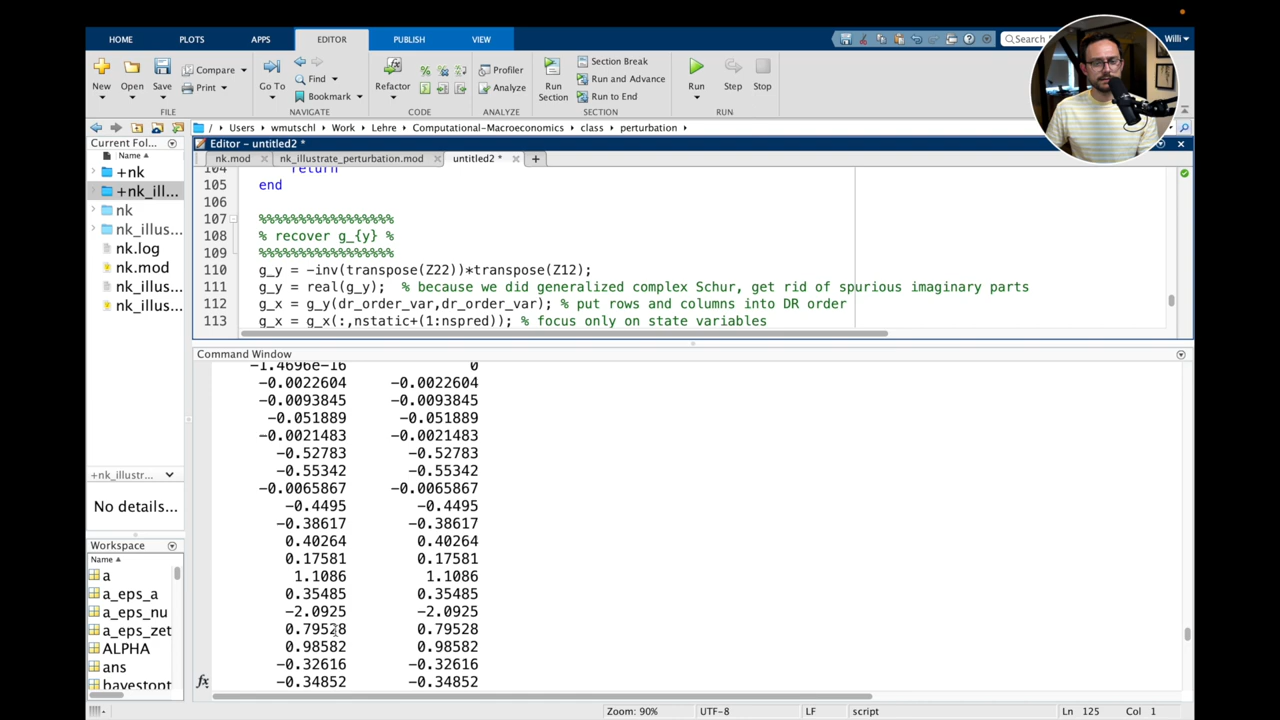 HOME PLOTS APPS EDITOR PUBLISH VIEW
Search
Willi
New Open Save Compare Print
Go To Find Bookmark
Refactor
Profiler
Analyze
Run Section
Section Break
Run and Advance
Run to End
Run Step Stop
FILE NAVIGATE CODE ANALYZE SECTION RUN
/ Users wmutschl Work Lehre Computational-Macroeconomics class perturbation
Current Fol...
Name
+nk
+nk_ill...
nk
nk_illus...
nk.log
nk.mod
nk_illus...
nk_illus...
+nk_illustr...
No details...
Workspace
Name
a
a_eps_a
a_eps_nu
a_eps_zet
ALPHA
ans
bayestopt
Editor - untitled2 *
nk.mod nk_illustrate_perturbation.mod untitled2 * +
104 return
105 end
106
107 %%%%%%%%%%%%%%%%%
108 % recover g_{y} %
109 %%%%%%%%%%%%%%%%%
110 g_y = -inv(transpose(Z22))*transpose(Z12);
111 g_y = real(g_y);  % because we did generalized complex Schur, get rid of spurious imaginary parts
112 g_x = g_y(dr_order_var,dr_order_var); % put rows and columns into DR order
113 g_x = g_x(:,nstatic+(1:nspred)); % focus only on state variables
Command Window
-1.4696e-16 0
-0.0022604 -0.0022604
-0.0093845 -0.0093845
-0.051889 -0.051889
-0.0021483 -0.0021483
-0.52783 -0.52783
-0.55342 -0.55342
-0.0065867 -0.0065867
-0.4495 -0.4495
-0.38617 -0.38617
0.40264 0.40264
0.17581 0.17581
1.1086 1.1086
0.35485 0.35485
-2.0925 -2.0925
0.79528 0.79528
0.98582 0.98582
-0.32616 -0.32616
-0.34852 -0.34852
fx
Zoom: 90% UTF-8 LF script Ln 125 Col 1